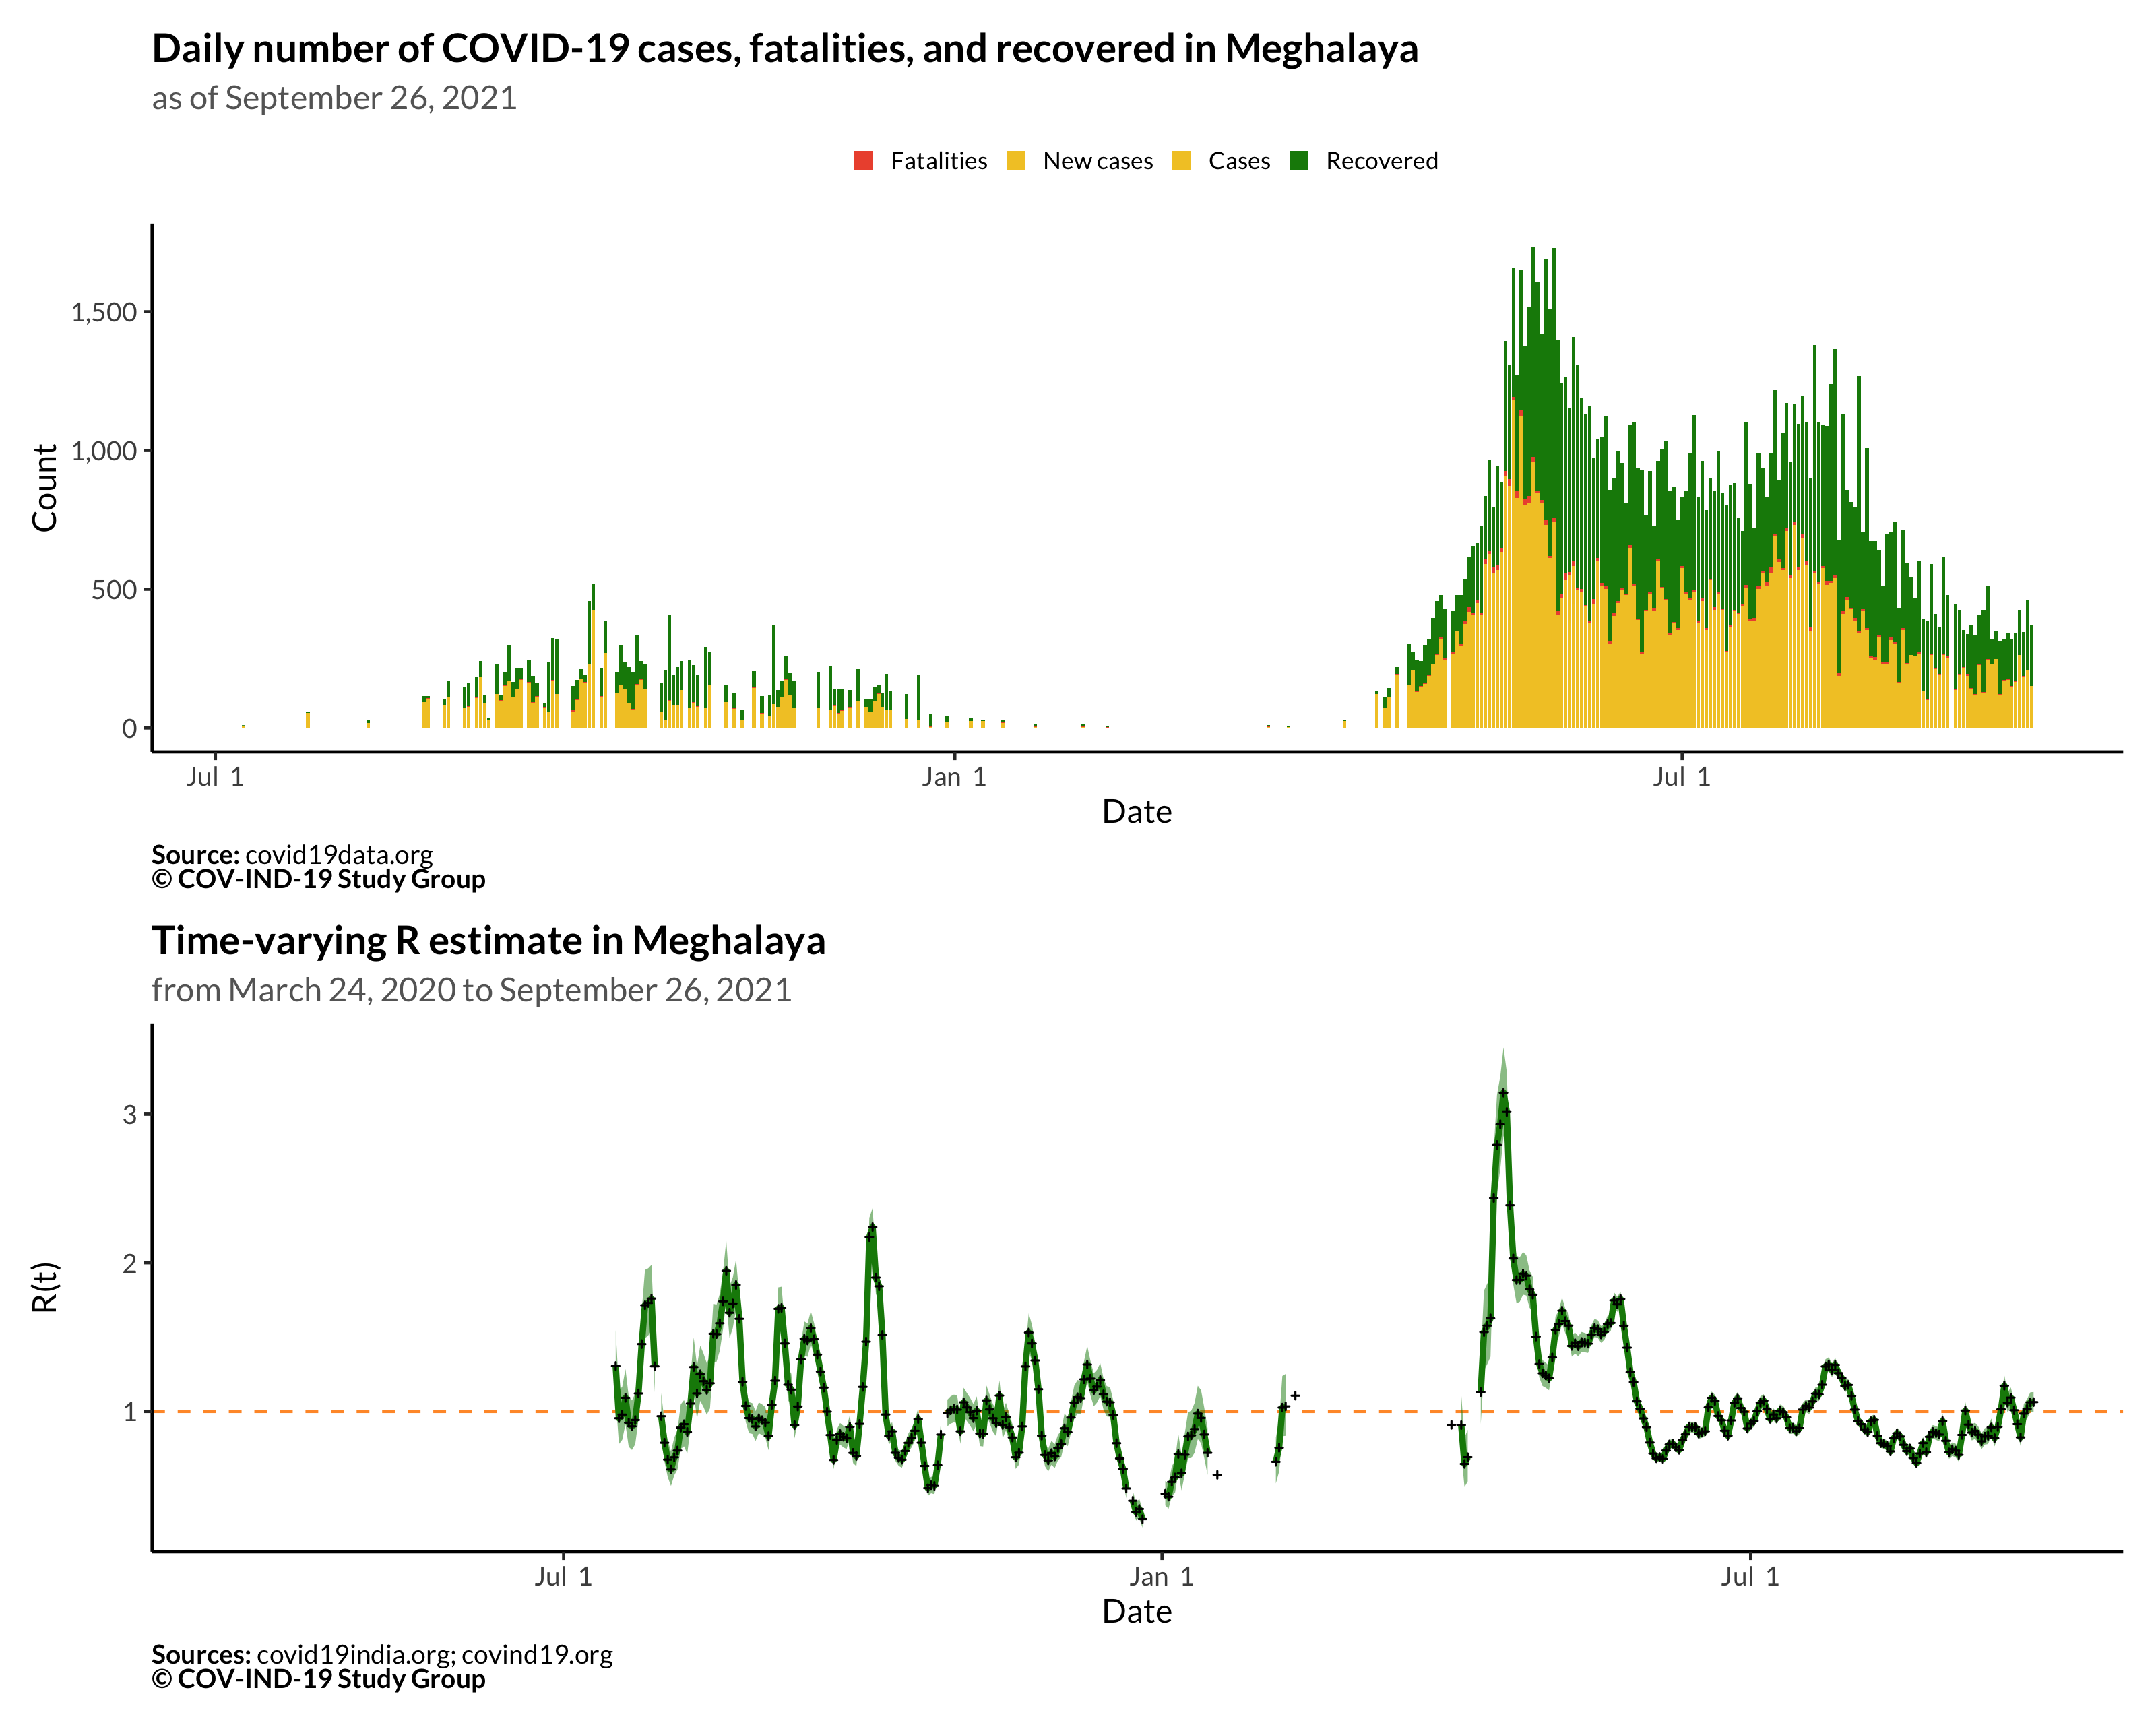 Daily number of COVID-19 cases, fatalities, and recovered in Meghalaya
as of September 26, 2021
Fatalities New cases Cases Recovered
Count
1,500
1,000
500
0
Jul 1 Jan 1 Jul 1
Date
Source: covid19data.org
© COV-IND-19 Study Group
Time-varying R estimate in Meghalaya
from March 24, 2020 to September 26, 2021
R(t)
3
2
1
Jul 1 Jan 1 Jul 1
Date
Sources: covid19india.org; covind19.org
© COV-IND-19 Study Group